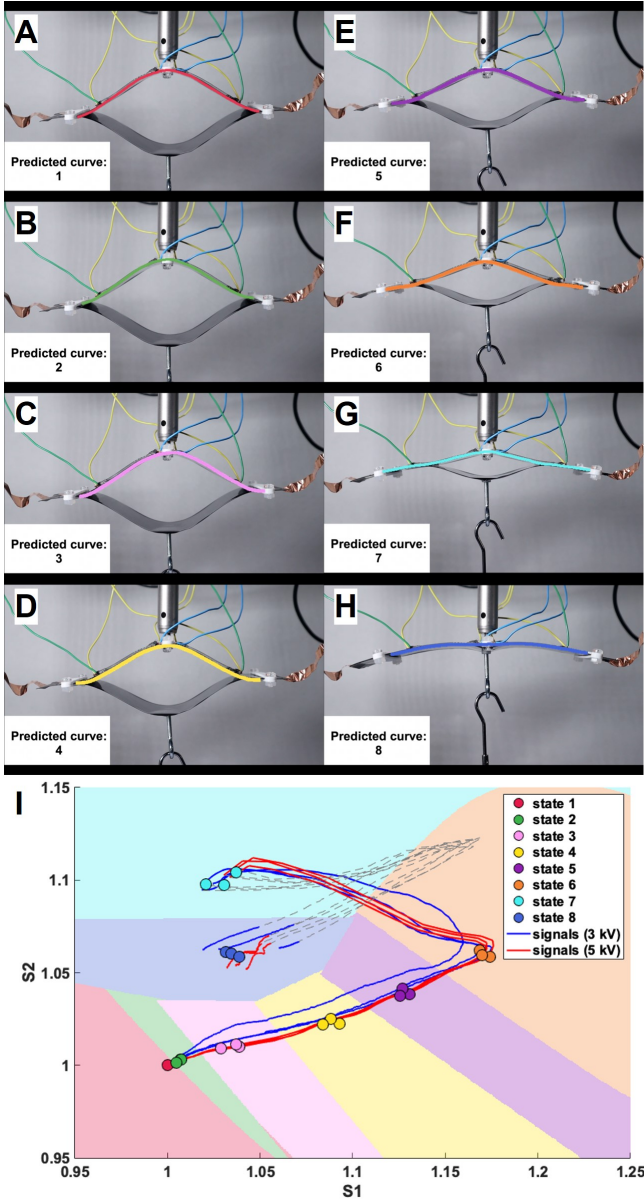 A
Predicted curve:
1
B
Predicted curve:
2
C
Predicted curve:
3
D
Predicted curve:
4
E
Predicted curve:
5
F
Predicted curve:
6
G
Predicted curve:
7
H
Predicted curve:
8
I
1.15
1.1
1.05
1
0.95
S2
0.95
1
1.05
1.1
1.15
1.2
1.25
S1
state 1
state 2
state 3
state 4
state 5
state 6
state 7
state 8
signals (3 kV)
signals (5 kV)